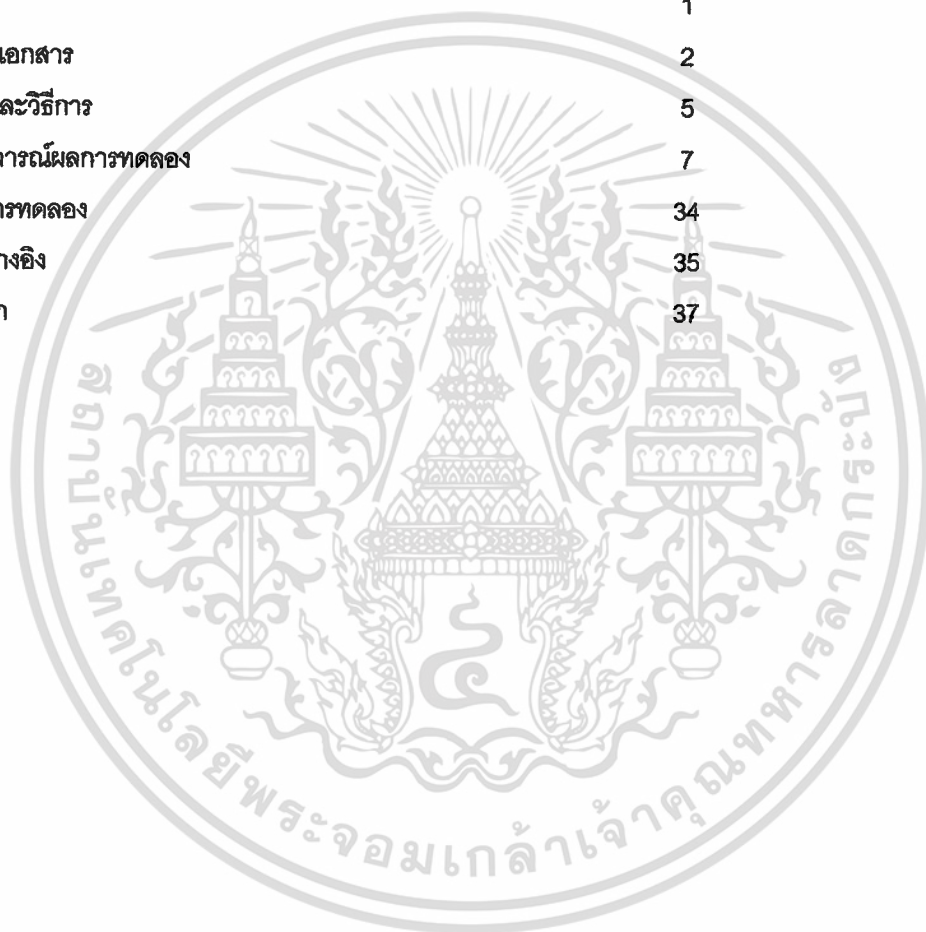 1
เอกสาร 2
ละวิธีการ 5
ารณ์ผลการทดลอง 7
ารทดลอง 34
างอิง 35
ก 37
สถาบันเทคโนโลยีพระจอมเกล้าเจ้าคุณทหารลาดกระบัง